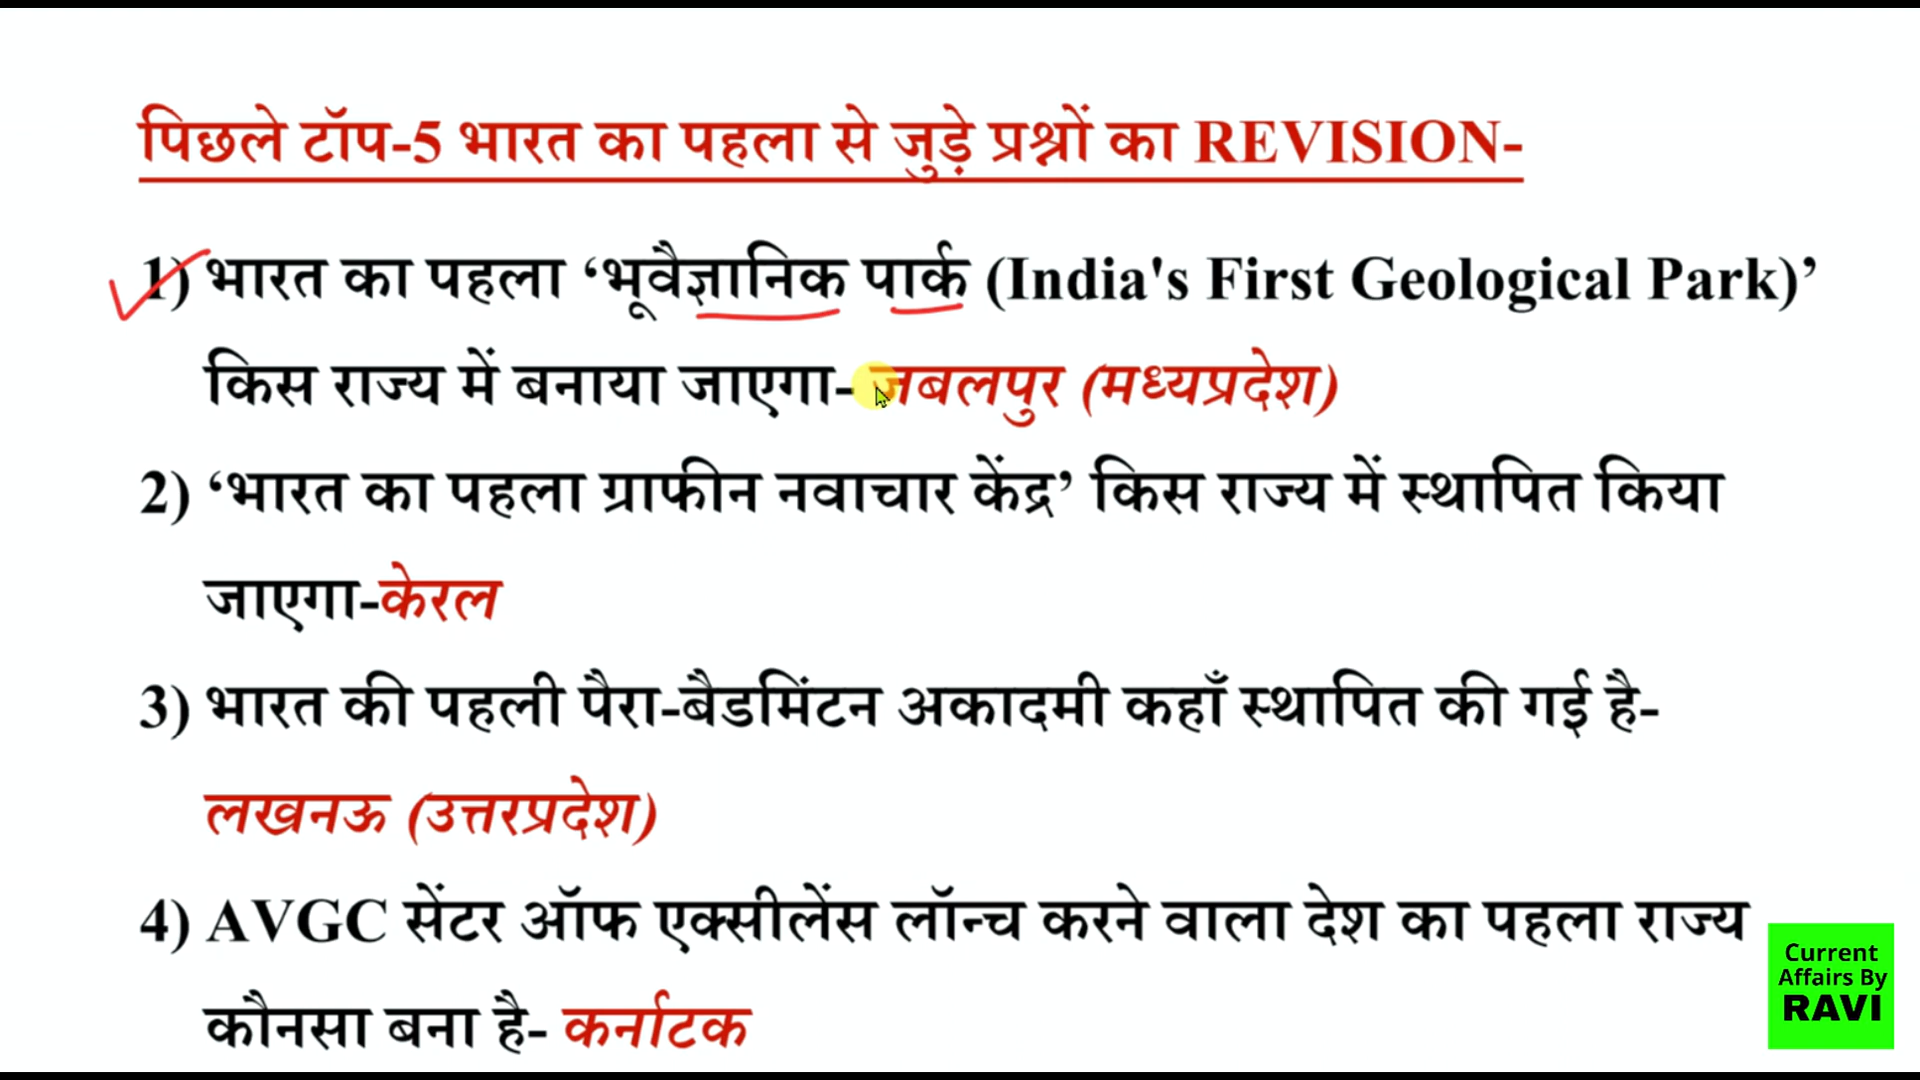 पिछले टॉप-5 भारत का पहला से जुड़े प्रश्नों का REVISION-
1) भारत का पहला ‘भूवैज्ञानिक पार्क (India's First Geological Park)’
किस राज्य में बनाया जाएगा- जबलपुर (मध्यप्रदेश)
2) ‘भारत का पहला ग्राफीन नवाचार केंद्र’ किस राज्य में स्थापित किया
जाएगा-केरल
3) भारत की पहली पैरा-बैडमिंटन अकादमी कहाँ स्थापित की गई है-
लखनऊ (उत्तरप्रदेश)
4) AVGC सेंटर ऑफ एक्सीलेंस लॉन्च करने वाला देश का पहला राज्य
कौनसा बना है- कर्नाटक
Current
Affairs By
RAVI